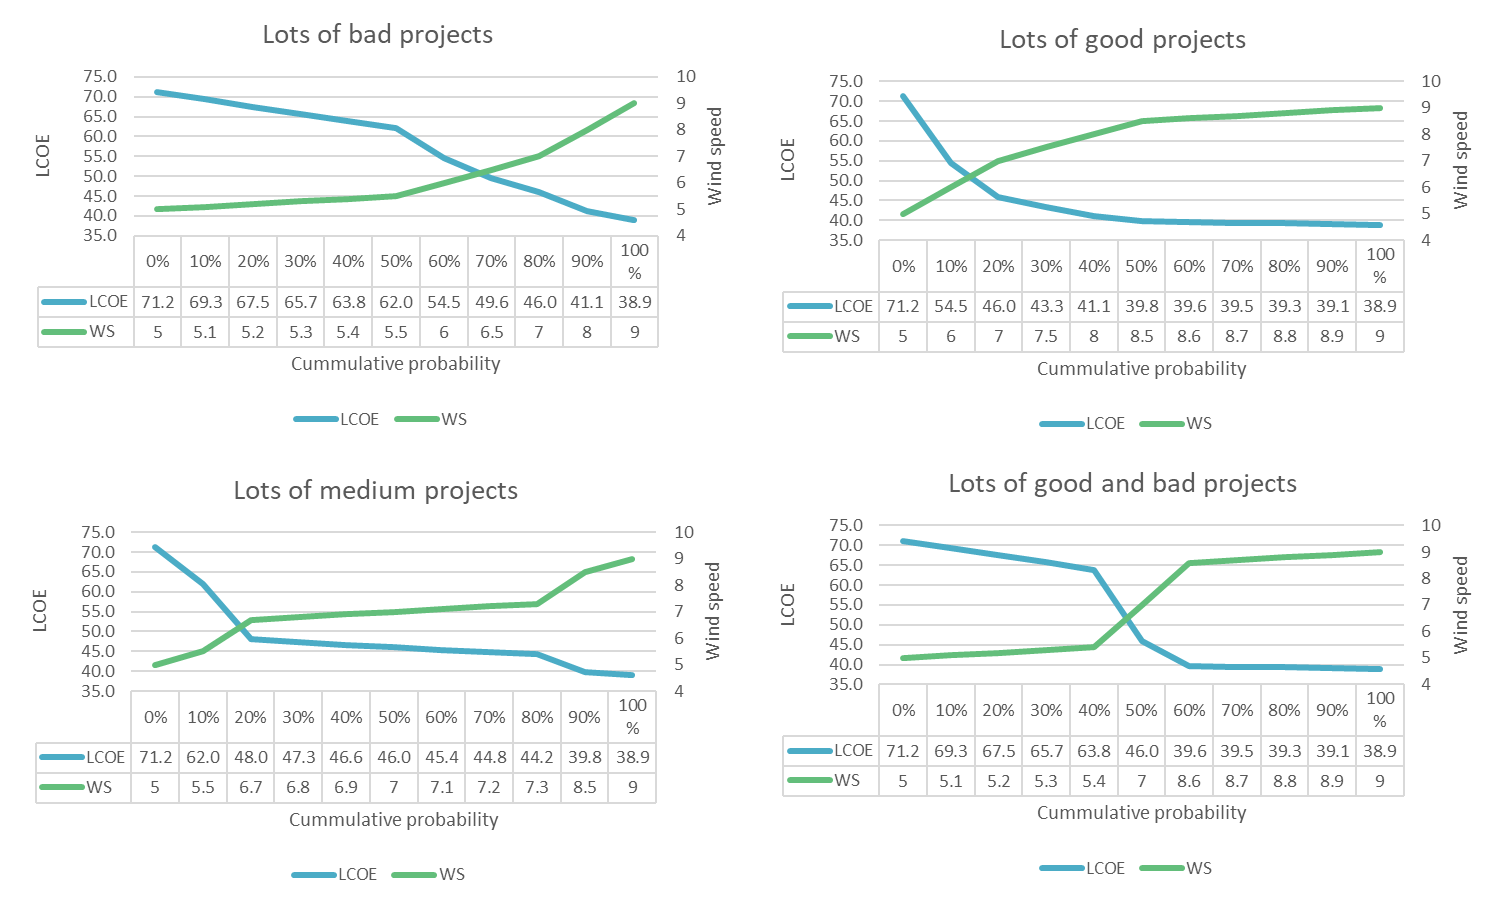 Lots of bad projects
75.0
70.0
65.0
60.0
55.0
50.0
45.0
40.0
35.0
LCOE
10
9
8
7
6
5
4
Wind speed
0% 10% 20% 30% 40% 50% 60% 70% 80% 90% 100
%
LCOE 71.2 69.3 67.5 65.7 63.8 62.0 54.5 49.6 46.0 41.1 38.9
WS 5 5.1 5.2 5.3 5.4 5.5 6 6.5 7 8 9
Cummulative probability
LCOE WS
Lots of good projects
75.0
70.0
65.0
60.0
55.0
50.0
45.0
40.0
35.0
LCOE
10
9
8
7
6
5
4
Wind speed
0% 10% 20% 30% 40% 50% 60% 70% 80% 90% 100
%
LCOE 71.2 54.5 46.0 43.3 41.1 39.8 39.6 39.5 39.3 39.1 38.9
WS 5 6 7 7.5 8 8.5 8.6 8.7 8.8 8.9 9
Cummulative probability
LCOE WS
Lots of medium projects
75.0
70.0
65.0
60.0
55.0
50.0
45.0
40.0
35.0
LCOE
10
9
8
7
6
5
4
Wind speed
0% 10% 20% 30% 40% 50% 60% 70% 80% 90% 100
%
LCOE 71.2 62.0 48.0 47.3 46.6 46.0 45.4 44.8 44.2 39.8 38.9
WS 5 5.5 6.7 6.8 6.9 7 7.1 7.2 7.3 8.5 9
Cummulative probability
LCOE WS
Lots of good and bad projects
75.0
70.0
65.0
60.0
55.0
50.0
45.0
40.0
35.0
LCOE
10
9
8
7
6
5
4
Wind speed
0% 10% 20% 30% 40% 50% 60% 70% 80% 90% 100
%
LCOE 71.2 69.3 67.5 65.7 63.8 46.0 39.6 39.5 39.3 39.1 38.9
WS 5 5.1 5.2 5.3 5.4 7 8.6 8.7 8.8 8.9 9
Cummulative probability
LCOE WS